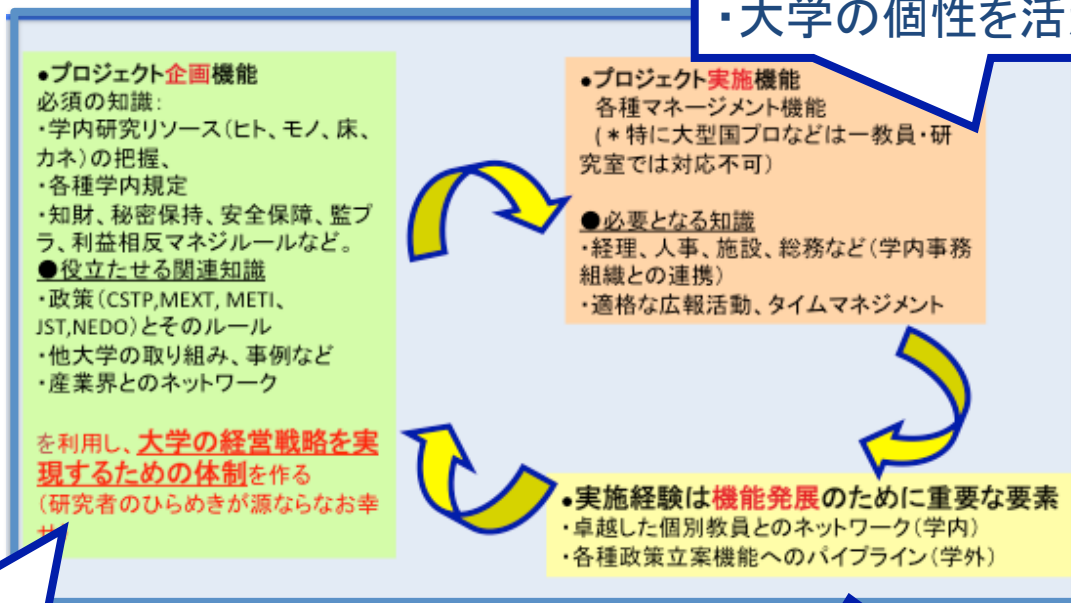 ・大学の個性を活
●プロジェクト企画機能
必須の知識:
・学内研究リソース(ヒト、モノ、床、
カネ)の把握、
・各種学内規定
・知財、秘密保持、安全保障、監ブ
ラ、利益相反マネジルールなど。
●役立たせる関連知識
・政策(CSTP,MEXT, METI、
JST,NEDO)とそのルール
・他大学の取り組み、事例など
・産業界とのネットワーク
を利用し、大学の経営戦略を実
現するための体制を作る
(研究者のひらめきが源ならなお幸
●プロジェクト実施機能
各種マネージメント機能
(*特に大型国プロなどは一教員・研
究室では対応不可)
●必要となる知識
・経理、人事、施設、総務など(学内事務
組織との連携)
・適格な広報活動、タイムマネジメント
●実施経験は機能発展のために重要な要素
・卓越した個別教員とのネットワーク(学内)
・各種政策立案機能へのパイプライン(学外)